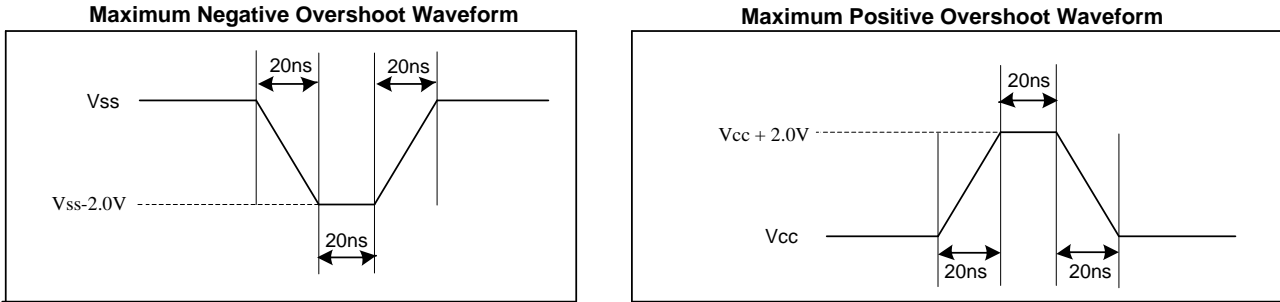 Maximum Negative Overshoot Waveform
20ns 20ns
Vss
Vss-2.0V
20ns
Maximum Positive Overshoot Waveform
20ns
Vcc + 2.0V
Vcc
20ns 20ns